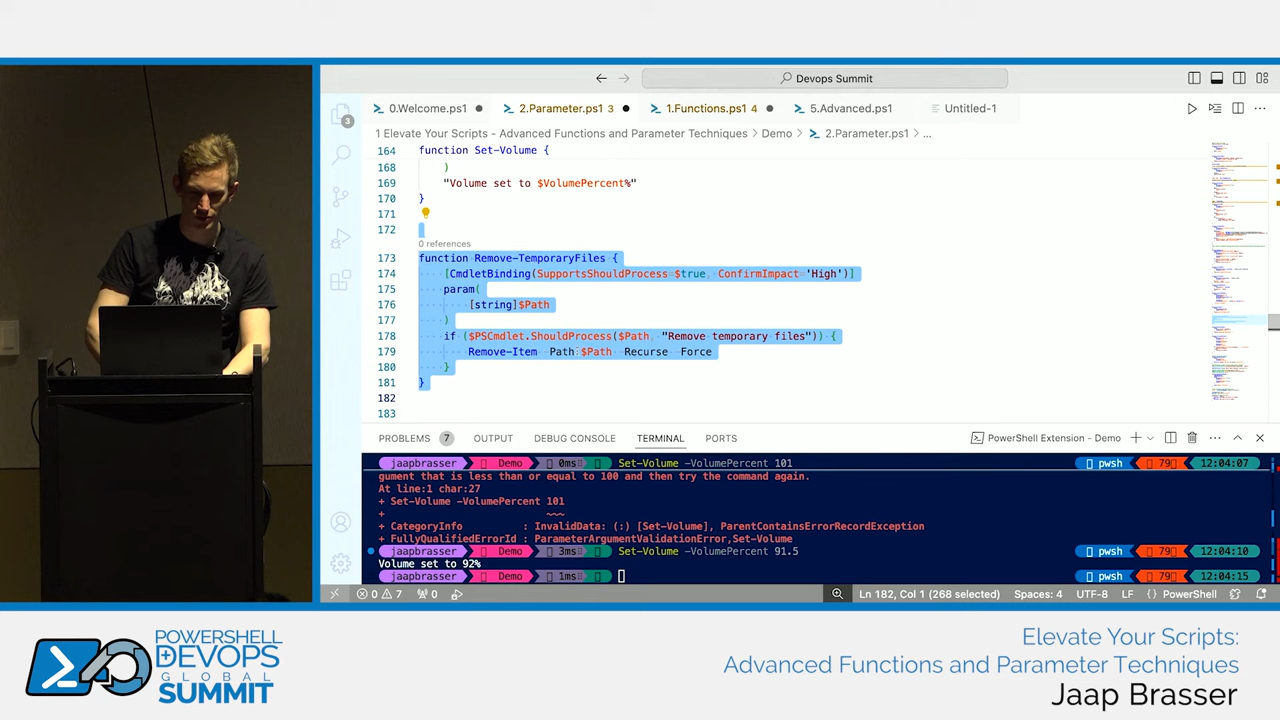 Devops Summit
0.Welcome.ps1
2.Parameter.ps1 3
1.Functions.ps1 4
5.Advanced.ps1
Untitled-1
1 Elevate Your Scripts - Advanced Functions and Parameter Techniques > Demo > 2.Parameter.ps1 > ...
164 function Set-Volume {
168 )
169 "Volume set $VolumePercent%"
170 }
171
172
0 references
173 function Remove-TemporaryFiles {
174 [CmdletBinding(SupportsShouldProcess=$true, ConfirmImpact='High')]
175 param(
176 [string]$Path
177 )
178 if ($PSCmdlet.ShouldProcess($Path, "Remove temporary files")) {
179 Remove-Item -Path:$Path -Recurse -Force
180 }
181 }
182
183
PROBLEMS 7 OUTPUT DEBUG CONSOLE TERMINAL PORTS
PowerShell Extension - Demo
jaapbrasser Demo 0ms Set-Volume -VolumePercent 101 pwsh 79 12:04:07
gument that is less than or equal to 100 and then try the command again.
At line:1 char:27
+ Set-Volume -VolumePercent 101
+ ~~~
+ CategoryInfo : InvalidData: (:) [Set-Volume], ParentContainsErrorRecordException
+ FullyQualifiedErrorId : ParameterArgumentValidationError,Set-Volume
jaapbrasser Demo 3ms Set-Volume -VolumePercent 91.5 pwsh 79 12:04:10
Volume set to 92%
jaapbrasser Demo 1ms pwsh 79 12:04:15
0 7 0 Ln 182, Col 1 (268 selected) Spaces: 4 UTF-8 LF { } PowerShell
POWERSHELL
+DEVOPS
GLOBAL
SUMMIT
Elevate Your Scripts:
Advanced Functions and Parameter Techniques
Jaap Brasser